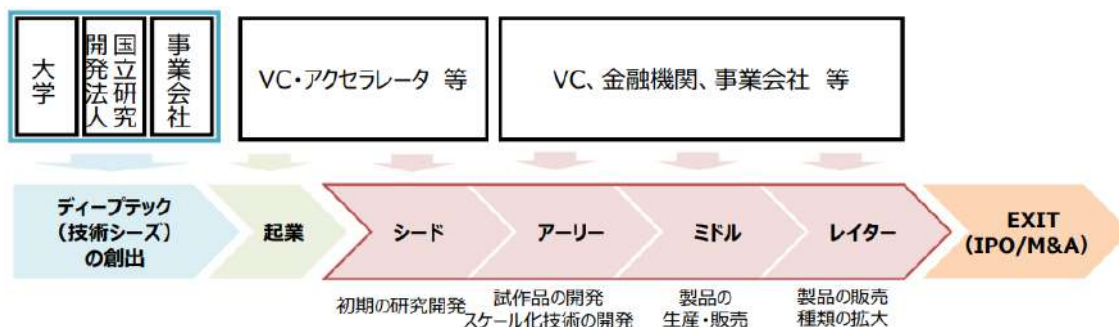 大学
国立研究
開発法人
事業会社
VC・アクセラレータ 等
VC、金融機関、事業会社 等
ディープテック
(技術シーズ)
の創出
起業
シード
アーリー
ミドル
レイター
EXIT
(IPO/M&A)
初期の研究開発
試作品の開発
スケール化技術の開発
製品の
生産・販売
製品の販売
種類の拡大